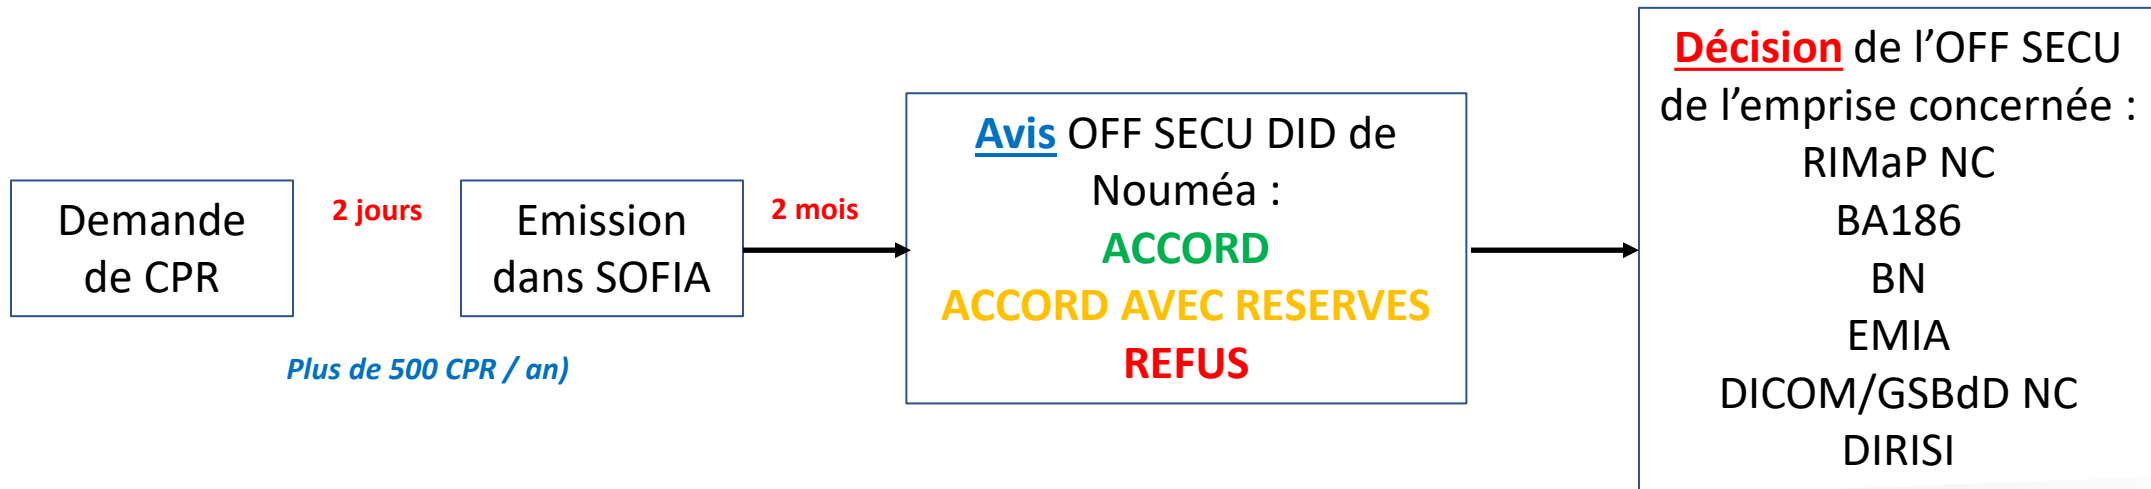 Demande
de CPR
2 jours
Emission
dans SOFIA
2 mois
Plus de 500 CPR / an)
Avis OFF SECU DID de
Nouméa :
ACCORD
ACCORD AVEC RESERVES
REFUS
Décision de l’OFF SECU
de l’emprise concernée :
RIMaP NC
BA186
BN
EMIA
DICOM/GSBdD NC
DIRISI